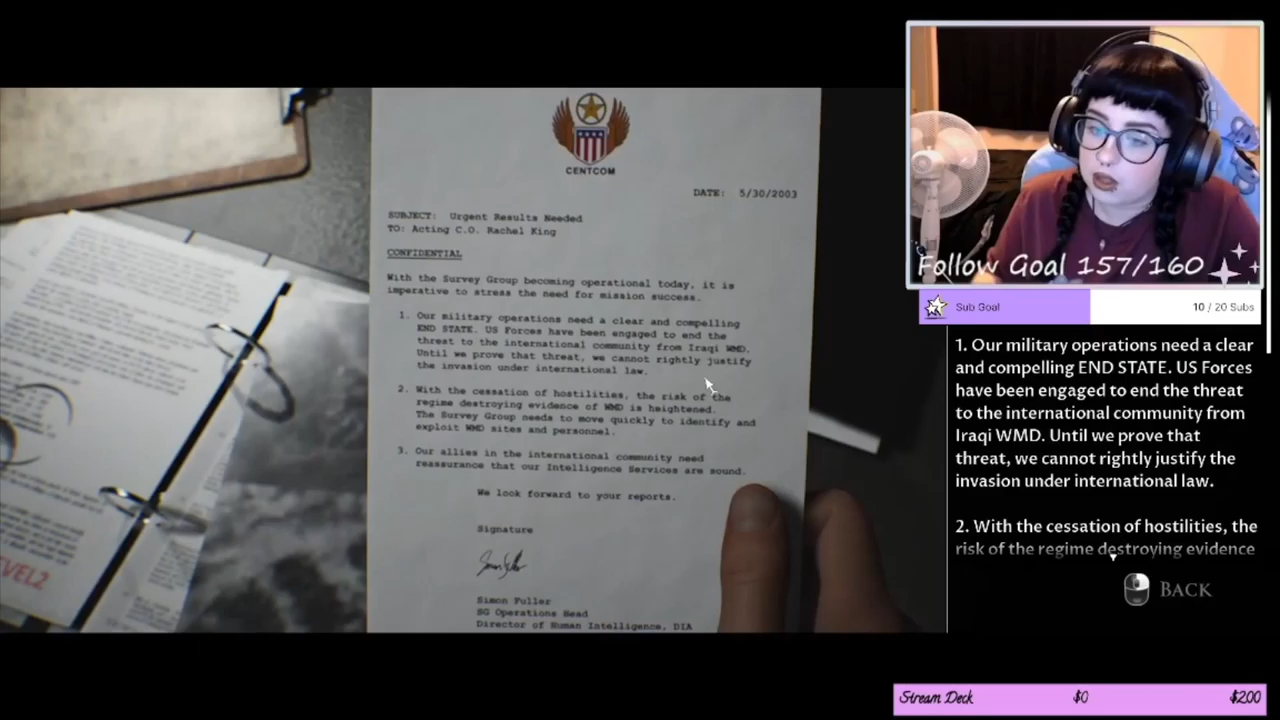 CENTCOM
DATE: 5/30/2003
SUBJECT: Urgent Results Needed
TO: Acting C.O. Rachel King
CONFIDENTIAL
With the Survey Group becoming operational today, it is
imperative to stress the need for mission success.
1. Our military operations need a clear and compelling
END STATE. US Forces have been engaged to end the
threat to the international community from Iraqi WMD.
Until we prove that threat, we cannot rightly justify
the invasion under international law.
2. With the cessation of hostilities, the risk of the
regime destroying evidence of WMD is heightened.
The Survey Group needs to move quickly to identify and
exploit WMD sites and personnel.
3. Our allies in the international community need
reassurance that our Intelligence Services are sound.
We look forward to your reports.
Signature
Simon Fuller
SG Operations Head
Director of Human Intelligence, DIA
VEL2
Follow Goal 157/160
Sub Goal
10 / 20 Subs
1. Our military operations need a clear
and compelling END STATE. US Forces
have been engaged to end the threat
to the international community from
Iraqi WMD. Until we prove that
threat, we cannot rightly justify the
invasion under international law.
2. With the cessation of hostilities, the
risk of the regime destroying evidence
BACK
Stream Deck
$0
$200